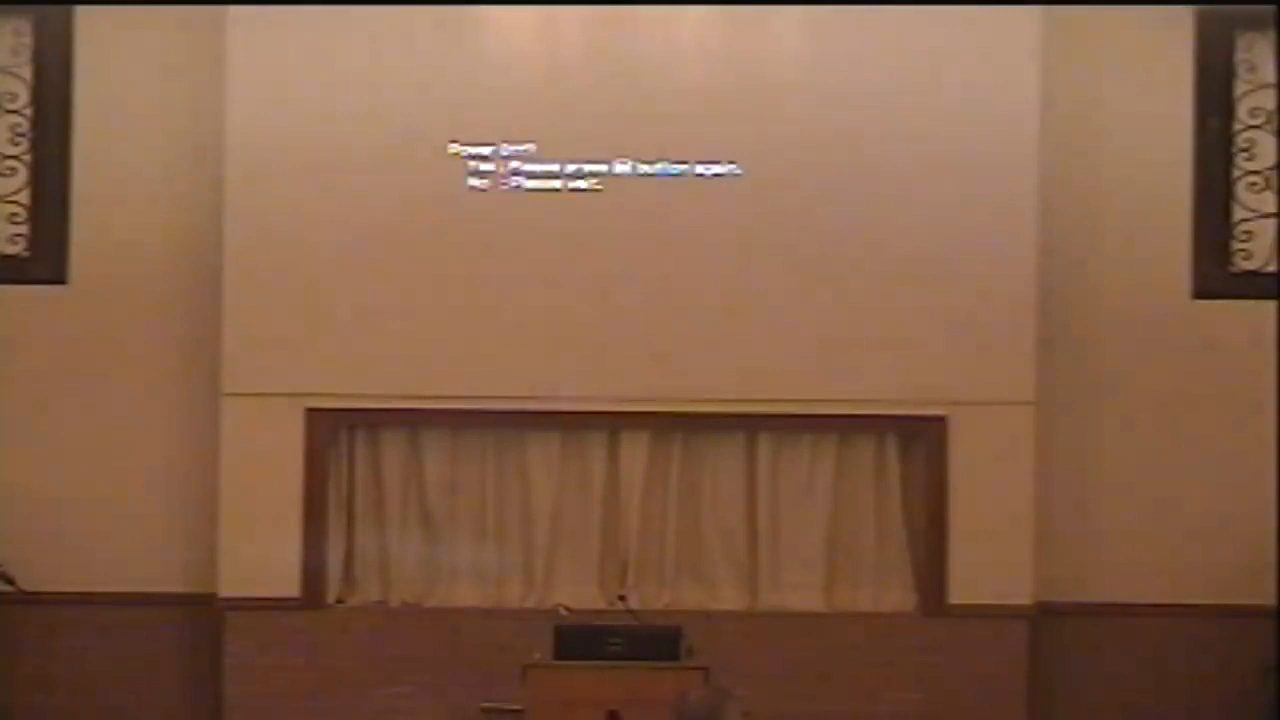 Power Off?
Yes : Please press button again.
No : Please wait.